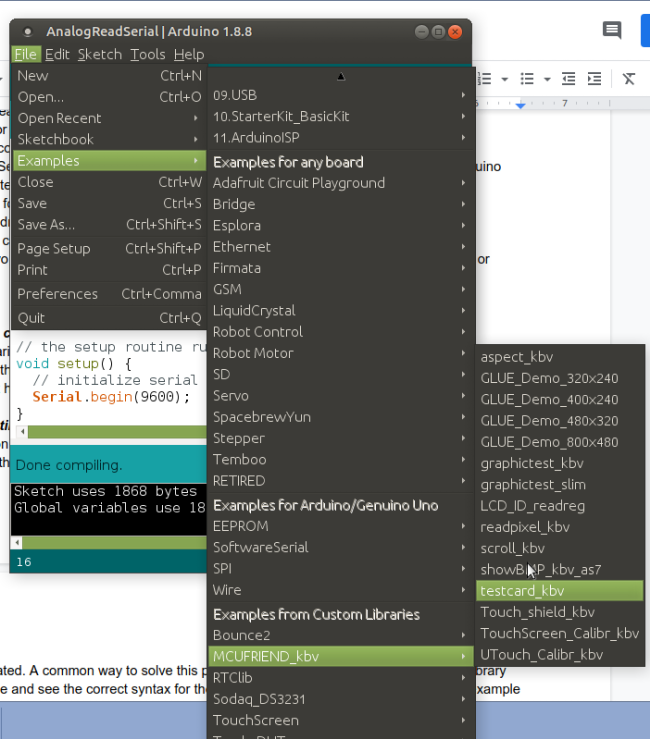 AnalogReadSerial | Arduino 1.8.8
File Edit Sketch Tools Help
New Ctrl+N
Open... Ctrl+O
Open Recent
Sketchbook
Examples
Close Ctrl+W
Save Ctrl+S
Save As... Ctrl+Shift+S
Page Setup Ctrl+Shift+P
Print Ctrl+P
Preferences Ctrl+Comma
Quit Ctrl+Q
09.USB
10.StarterKit_BasicKit
11.ArduinoISP
Examples for any board
Adafruit Circuit Playground
Bridge
Esplora
Ethernet
Firmata
GSM
LiquidCrystal
Robot Control
Robot Motor
SD
Servo
SpacebrewYun
Stepper
Temboo
RETIRED
Examples for Arduino/Genuino Uno
EEPROM
SoftwareSerial
SPI
Wire
Examples from Custom Libraries
Bounce2
MCUFRIEND_kbv
RTClib
Sodaq_DS3231
TouchScreen
aspect_kbv
GLUE_Demo_320x240
GLUE_Demo_400x240
GLUE_Demo_480x320
GLUE_Demo_800x480
graphictest_kbv
graphictest_slim
LCD_ID_readreg
readpixel_kbv
scroll_kbv
showBMP_kbv_as7
testcard_kbv
Touch_shield_kbv
TouchScreen_Calibr_kbv
UTouch_Calibr_kbv
// the setup routine ru
void setup() {
// initialize serial
Serial.begin(9600);
}
Done compiling.
Sketch uses 1868 bytes
Global variables use 18
16
7
uino
or
ated. A common way to solve this p
brary
e and see the correct syntax for th
xample